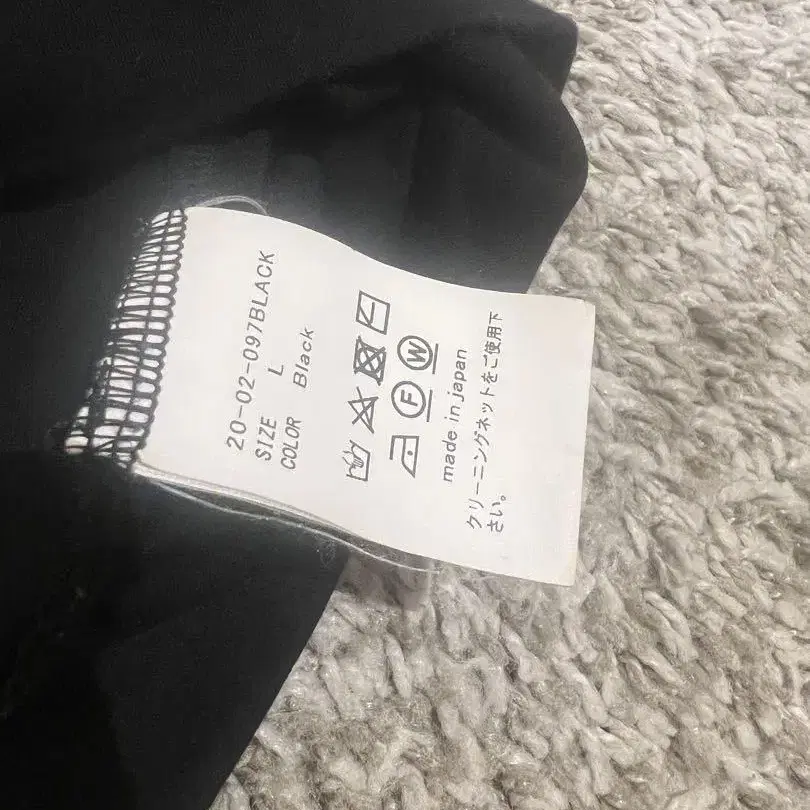 20-02-097BLACK
SIZE L
COLOR Black
F W
made in japan
クリーニングネットをご使用下
さい。